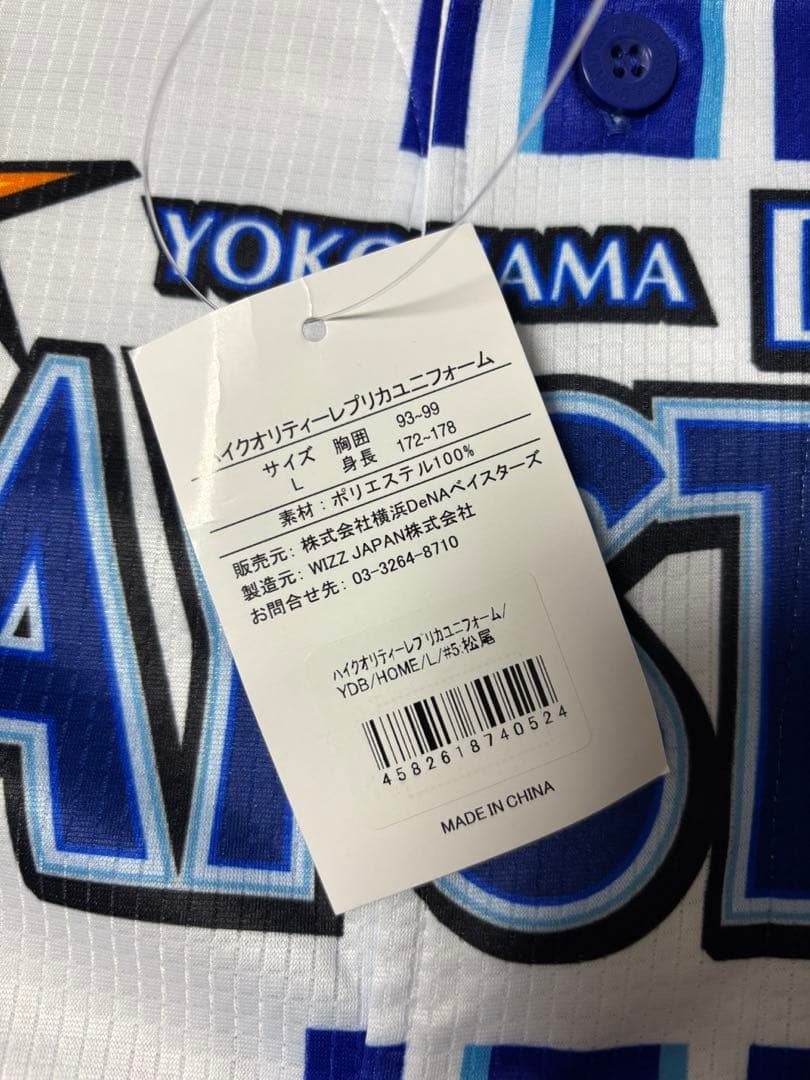 YOKOHAMA
AYST
ハイクオリティーレプリカユニフォーム
サイズ 胸囲 93~99
L 身長 172~178
素材：ポリエステル100%
販売元：株式会社横浜DeNAベイスターズ
製造元：WIZZ JAPAN株式会社
お問合せ先：03-3264-8710
ハイクオリティーレプリカユニフォーム/
YDB/HOME/L/#5:松尾
4582618740524
MADE IN CHINA